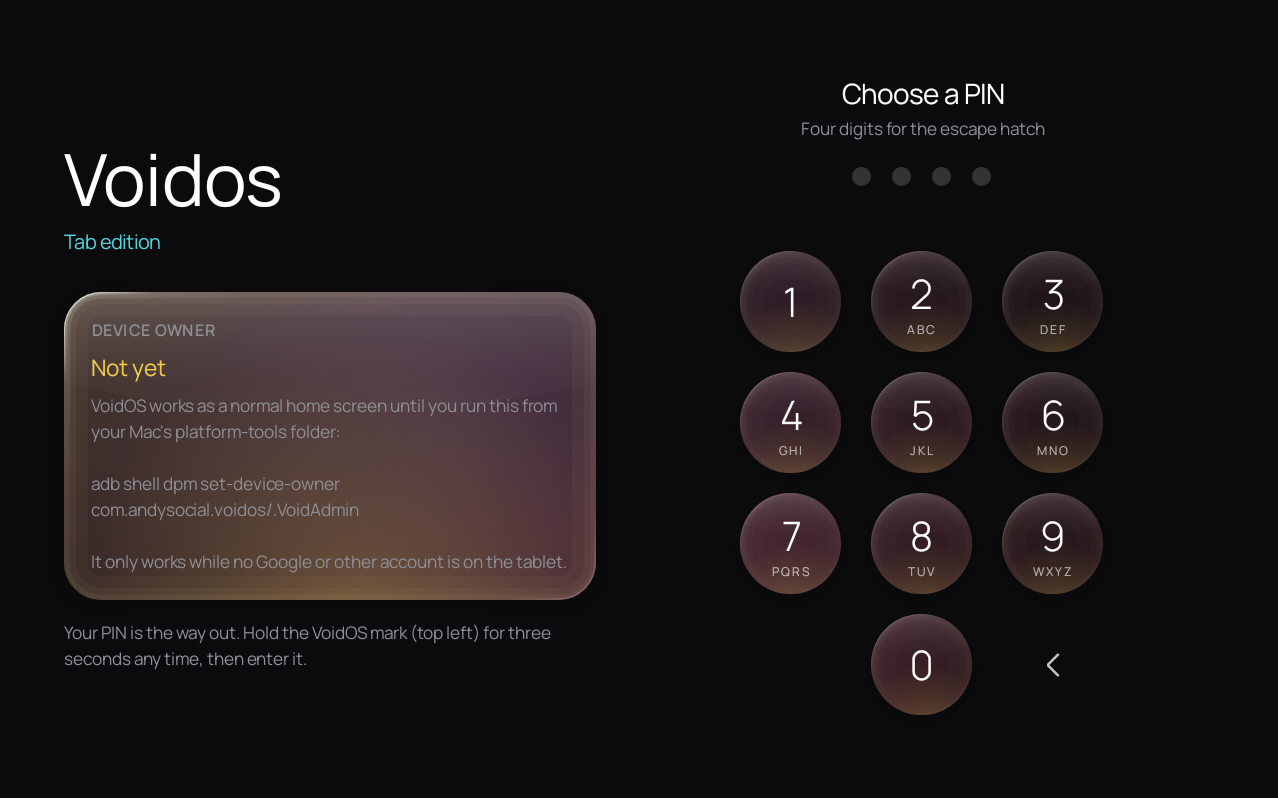 Voidos
Tab edition
DEVICE OWNER
Not yet
VoidOS works as a normal home screen until you run this from
your Mac's platform-tools folder:
adb shell dpm set-device-owner
com.andysocial.voidos/.VoidAdmin
It only works while no Google or other account is on the tablet.
Your PIN is the way out. Hold the VoidOS mark (top left) for three
seconds any time, then enter it.
Choose a PIN
Four digits for the escape hatch
1
2
ABC
3
DEF
4
GHI
5
JKL
6
MNO
7
PQRS
8
TUV
9
WXYZ
0